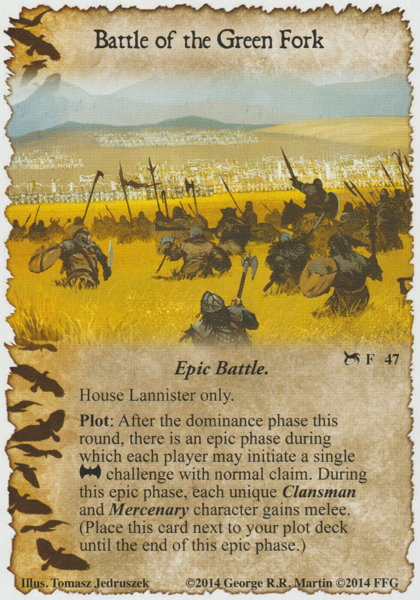 Battle of the Green Fork
F 47
Epic Battle.
House Lannister only.
Plot: After the dominance phase this
round, there is an epic phase during
which each player may initiate a single
challenge with normal claim. During
this epic phase, each unique Clansman
and Mercenary character gains melee.
(Place this card next to your plot deck
until the end of this epic phase.)
Illus. Tomasz Jedruszek ©2014 George R.R. Martin ©2014 FFG